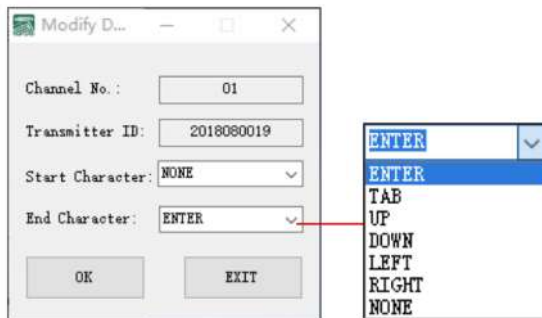 Modify D...
Channel No.: 01
Transmitter ID: 2018080019
Start Character: NONE
End Character: ENTER
OK EXIT
ENTER
ENTER
TAB
UP
DOWN
LEFT
RIGHT
NONE